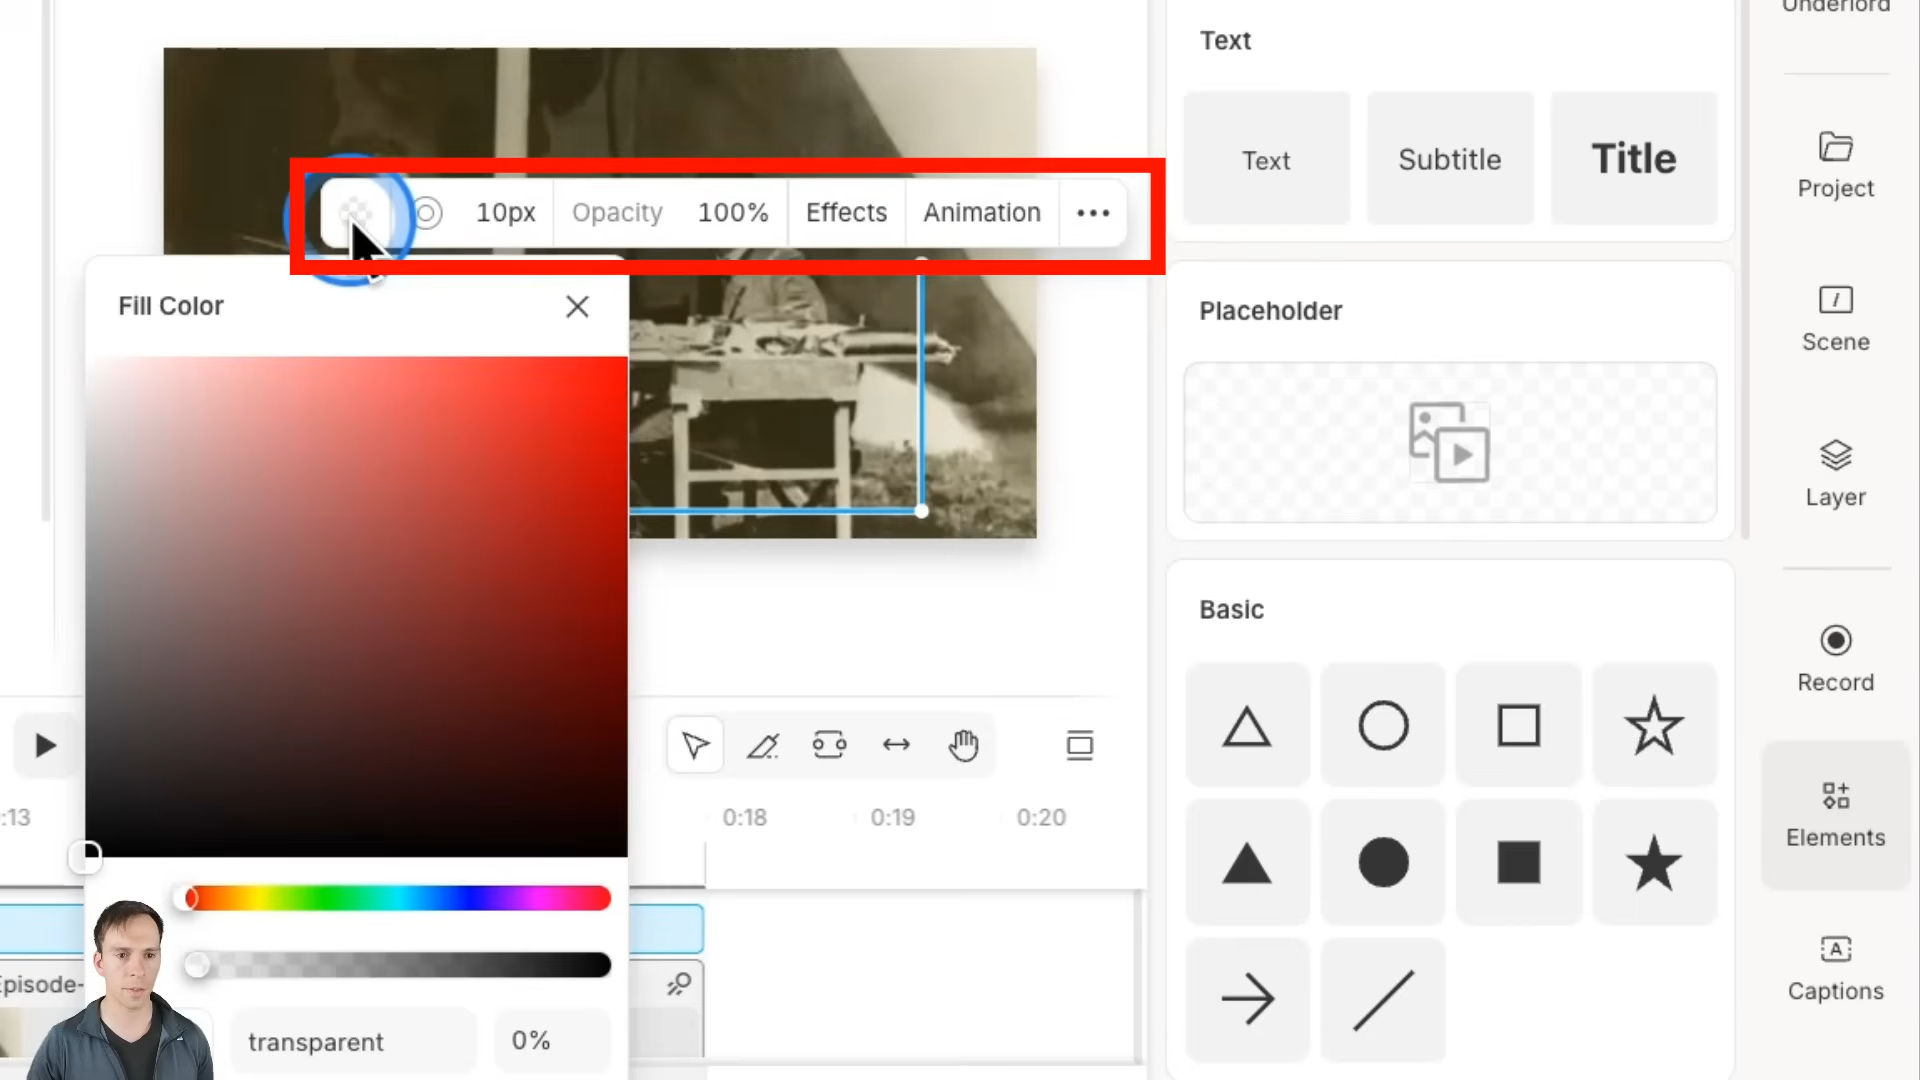 Underlord
Text
Text
Subtitle
Title
Project
10px
Opacity
100%
Effects
Animation
Fill Color
Placeholder
Scene
Layer
Basic
Record
:13
0:18
0:19
0:20
Elements
Episode-
Captions
transparent
0%